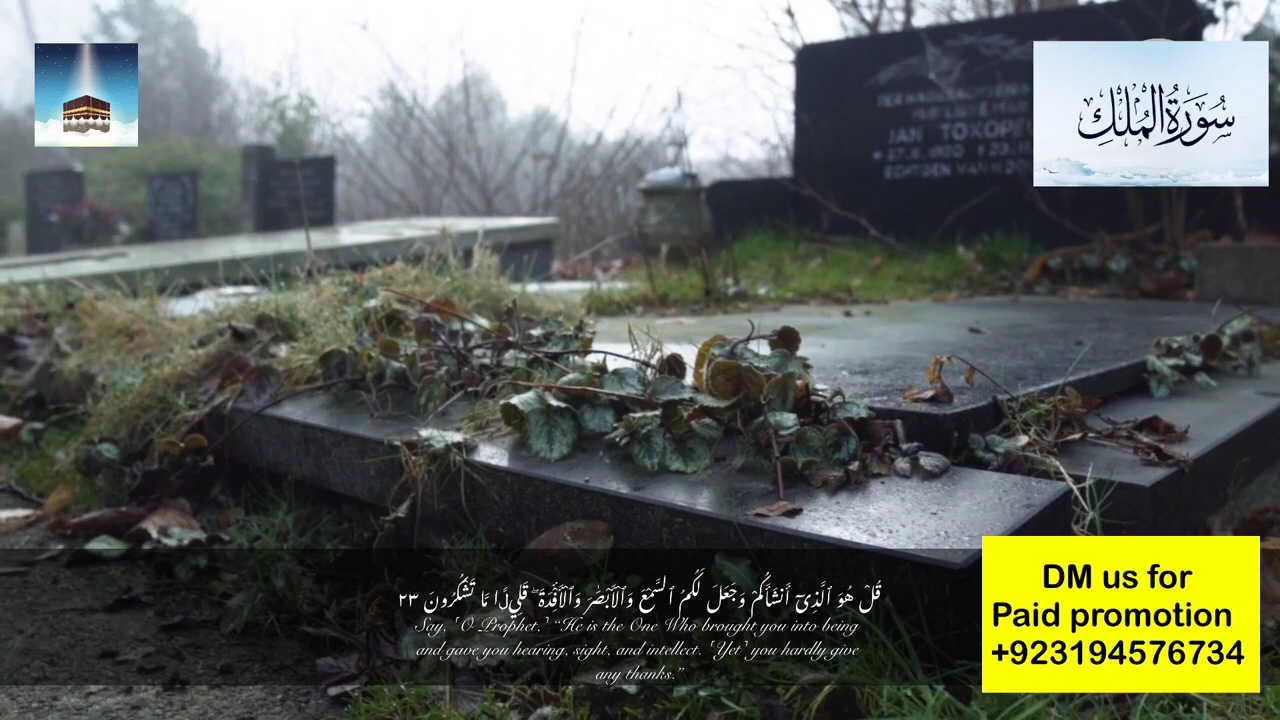 سُورَةُ المُلْكِ
JAN TOKOPE
قُلْ هُوَ ٱلَّذِىٓ أَنشَأَكُمْ وَجَعَلَ لَكُمُ ٱلسَّمْعَ وَٱلْأَبْصَٰرَ وَٱلْأَفْـِٔدَةَ ۖ قَلِيلًا مَّا تَشْكُرُونَ ٢٣
Say, ˹O Prophet,˺ “He is the One Who brought you into being
and gave you hearing, sight, and intellect. ˹Yet˺ you hardly give
any thanks.”
DM us for
Paid promotion
+923194576734